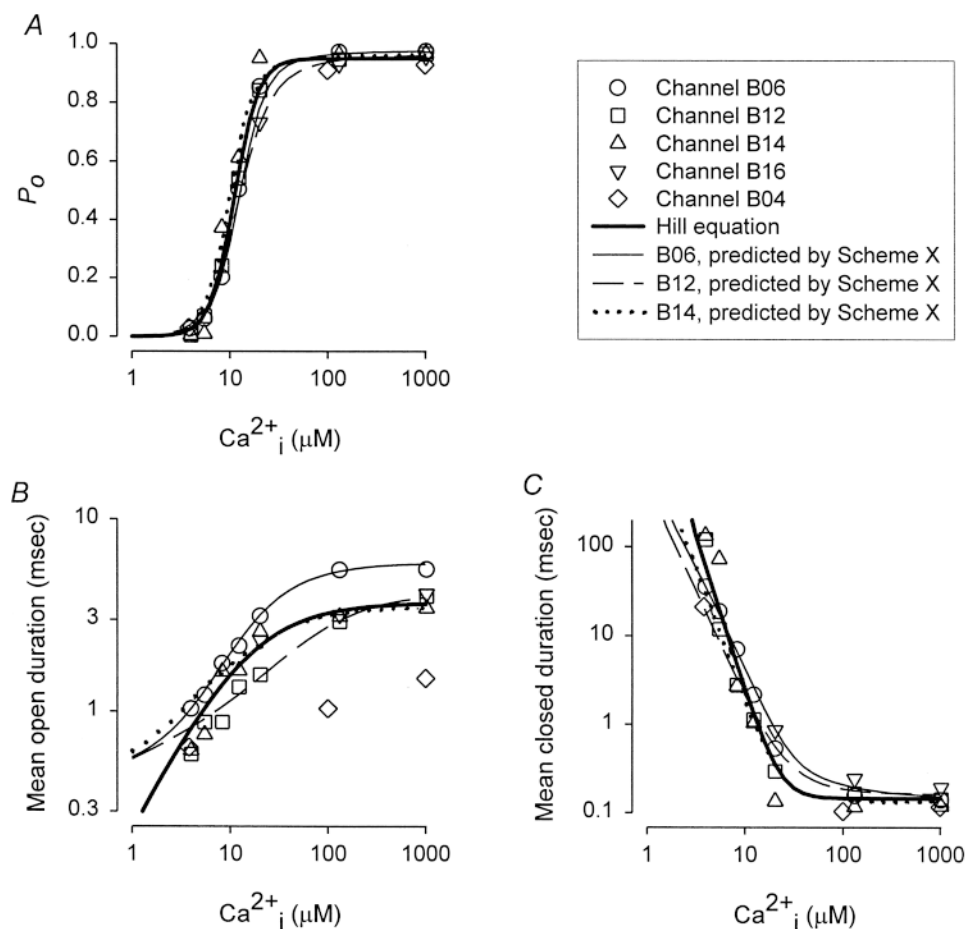 A
1.0
0.8
0.6
0.4
0.2
0.0
P_o
1 10 100 1000
Ca²⁺ᵢ (μM)
Channel B06
Channel B12
Channel B14
Channel B16
Channel B04
Hill equation
B06, predicted by Scheme X
B12, predicted by Scheme X
B14, predicted by Scheme X
B
10
3
1
0.3
Mean open duration (msec)
1 10 100 1000
Ca²⁺ᵢ (μM)
C
100
10
1
0.1
Mean closed duration (msec)
1 10 100 1000
Ca²⁺ᵢ (μM)